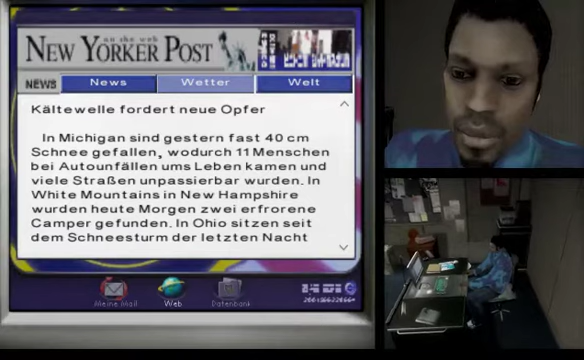 on the web
NEW YORKER POST
NEWS
News
Wetter
Welt
Kältewelle fordert neue Opfer
In Michigan sind gestern fast 40 cm
Schnee gefallen, wodurch 11 Menschen
bei Autounfällen ums Leben kamen und
viele Straßen unpassierbar wurden. In
White Mountains in New Hampshire
wurden heute Morgen zwei erfrorene
Camper gefunden. In Ohio sitzen seit
dem Schneesturm der letzten Nacht
Meine Mail
Web
Datenbank